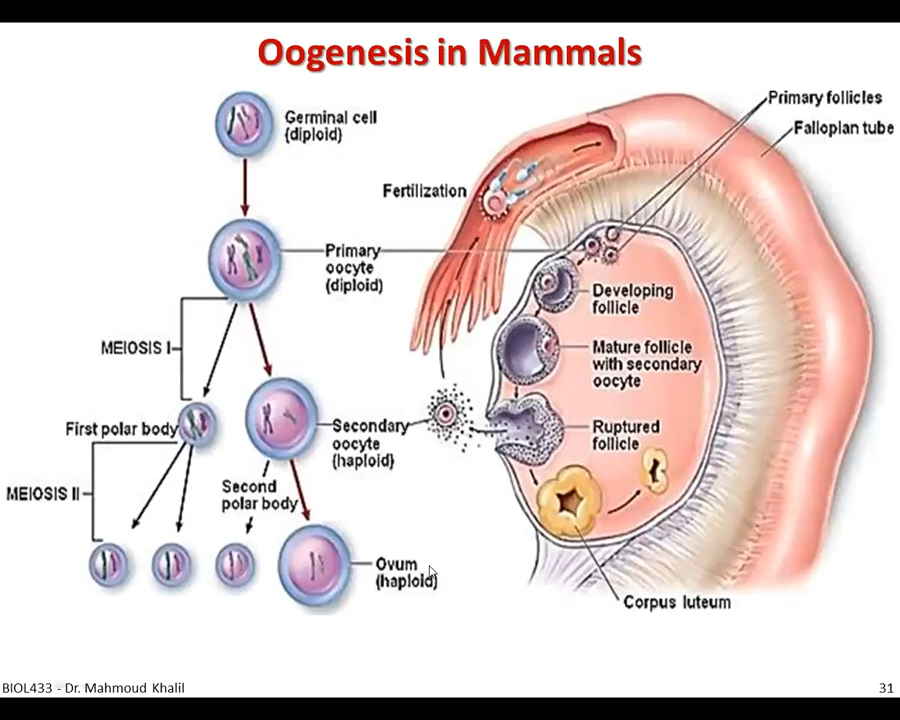 Oogenesis in Mammals
Primary follicles
Fallopian tube
Germinal cell
(diploid)
Fertilization
Primary
oocyte
(diploid)
Developing
follicle
MEIOSIS I
Mature follicle
with secondary
oocyte
First polar body
Secondary
oocyte
(haploid)
Ruptured
follicle
MEIOSIS II
Second
polar body
Ovum
(haploid)
Corpus luteum
BIOL433 - Dr. Mahmoud Khalil
31